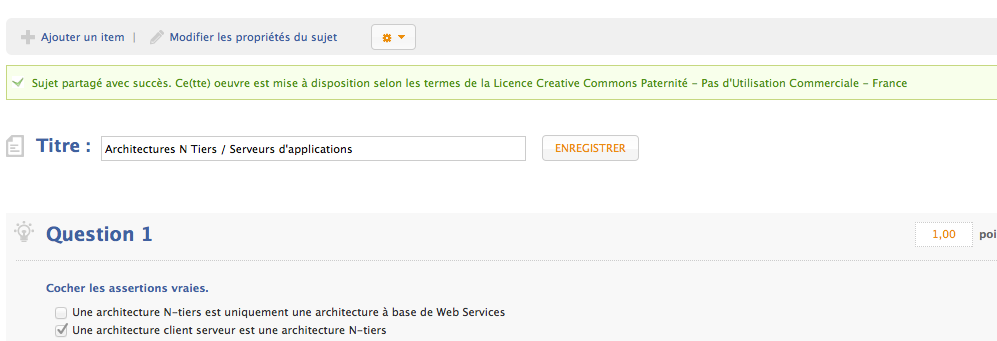 Ajouter un item | Modifier les propriétés du sujet
Sujet partagé avec succès. Ce(tte) oeuvre est mise à disposition selon les termes de la Licence Creative Commons Paternité - Pas d'Utilisation Commerciale - France
Titre : Architectures N Tiers / Serveurs d'applications ENREGISTRER
Question 1 1,00 poi
Cocher les assertions vraies.
Une architecture N-tiers est uniquement une architecture à base de Web Services
Une architecture client serveur est une architecture N-tiers